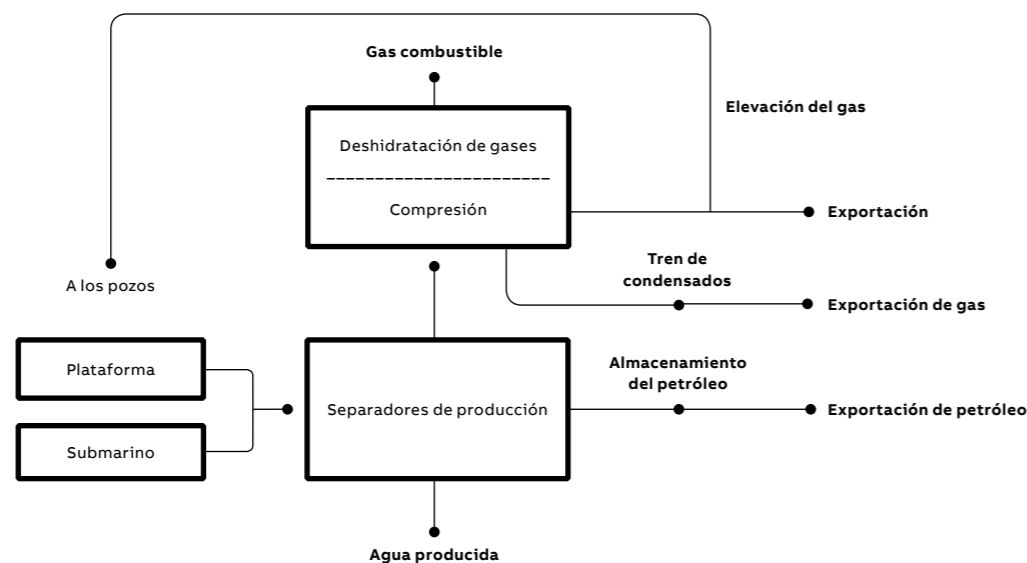 Gas combustible
Elevación del gas
Deshidratación de gases
Compresión
Exportación
Tren de
condensados
A los pozos
Exportación de gas
Plataforma
Almacenamiento
del petróleo
Separadores de producción
Exportación de petróleo
Submarino
Agua producida